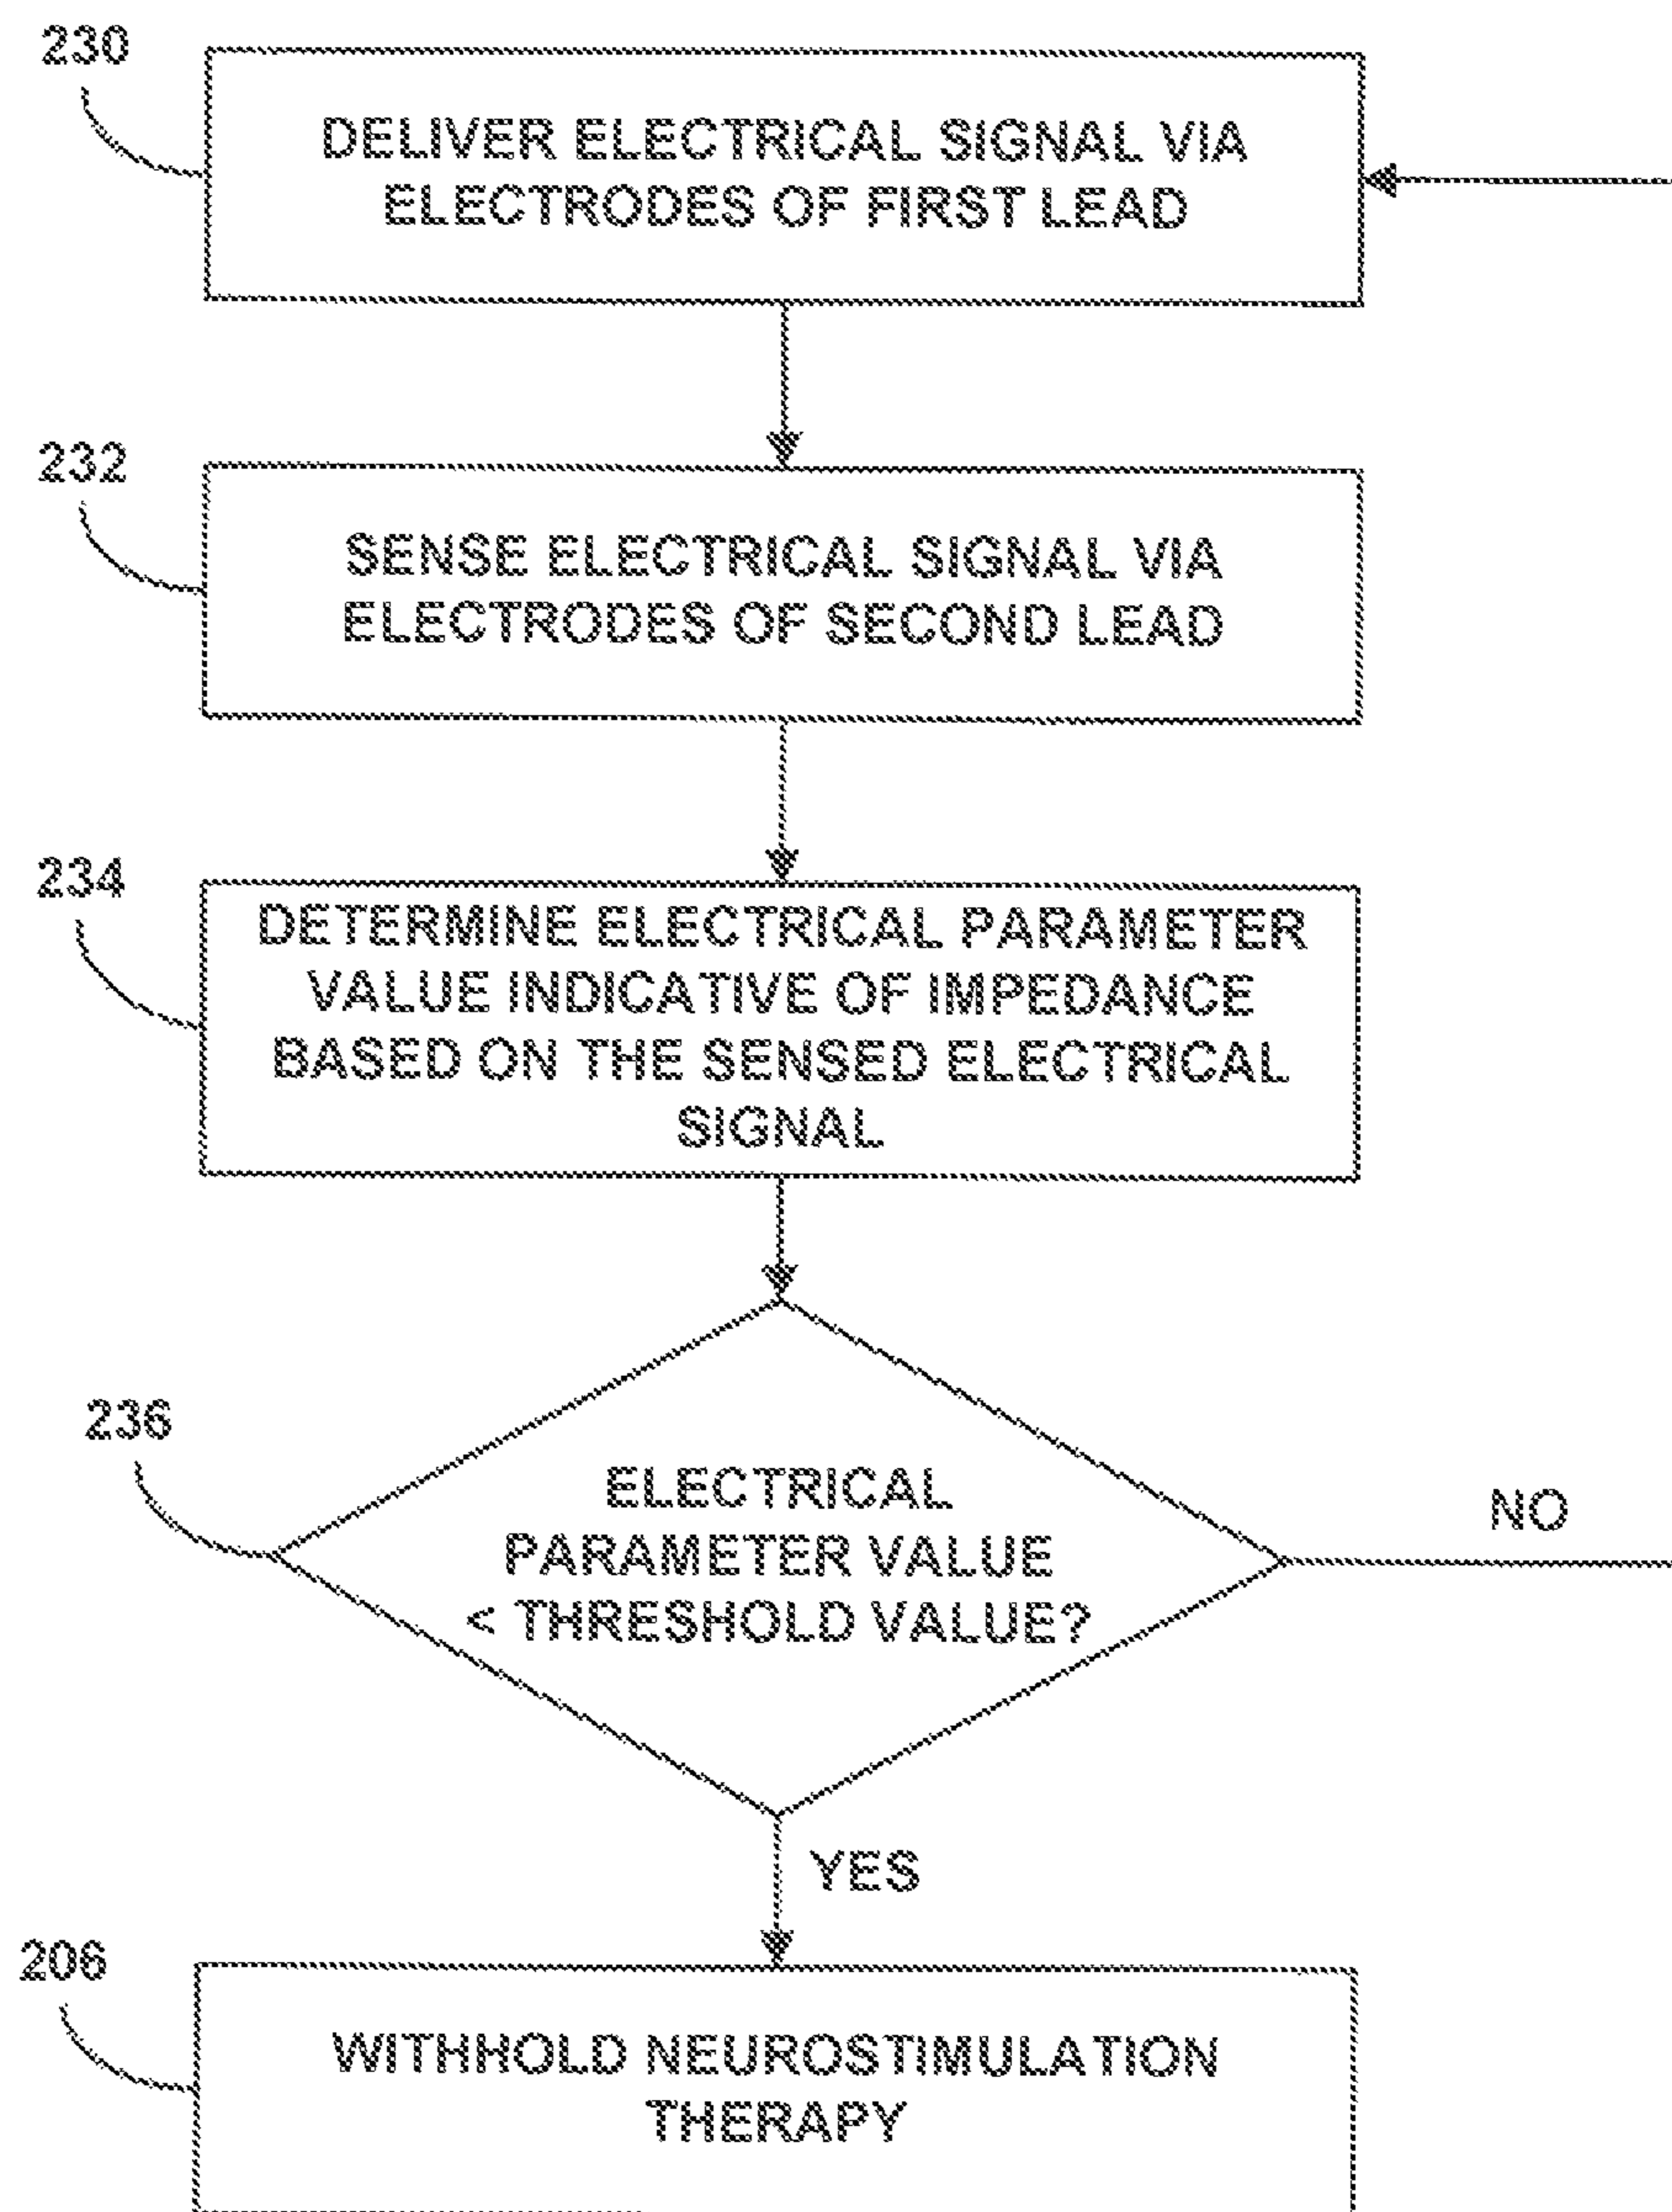 230
DELIVER ELECTRICAL SIGNAL VIA
ELECTRODES OF FIRST LEAD
232
SENSE ELECTRICAL SIGNAL VIA
ELECTRODES OF SECOND LEAD
234
DETERMINE ELECTRICAL PARAMETER
VALUE INDICATIVE OF IMPEDANCE
BASED ON THE SENSED ELECTRICAL
SIGNAL
236
ELECTRICAL
PARAMETER VALUE
< THRESHOLD VALUE?
NO
YES
206
WITHHOLD NEUROSTIMULATION
THERAPY